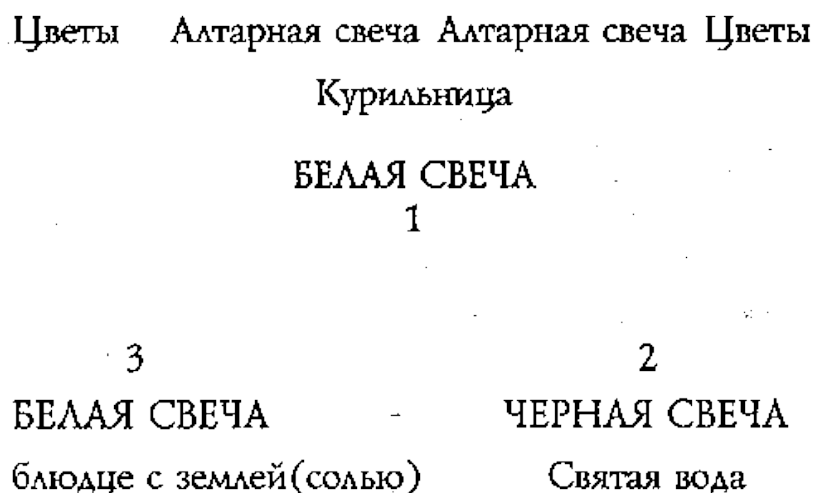 Цветы Алтарная свеча Алтарная свеча Цветы
Курильница
БЕЛАЯ СВЕЧА
1
3 2
БЕЛАЯ СВЕЧА - ЧЕРНАЯ СВЕЧА
блюдце с землей(солью) Святая вода